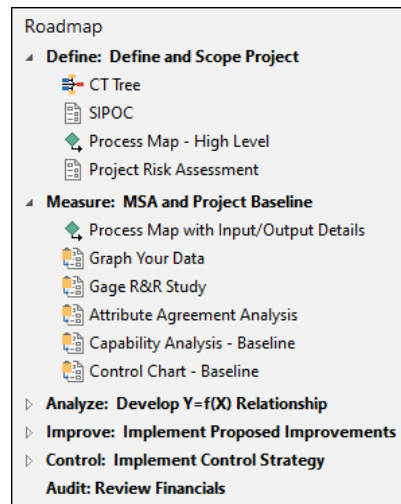 Roadmap
Define: Define and Scope Project
CT Tree
SIPOC
Process Map - High Level
Project Risk Assessment
Measure: MSA and Project Baseline
Process Map with Input/Output Details
Graph Your Data
Gage R&R Study
Attribute Agreement Analysis
Capability Analysis - Baseline
Control Chart - Baseline
Analyze: Develop Y=f(X) Relationship
Improve: Implement Proposed Improvements
Control: Implement Control Strategy
Audit: Review Financials